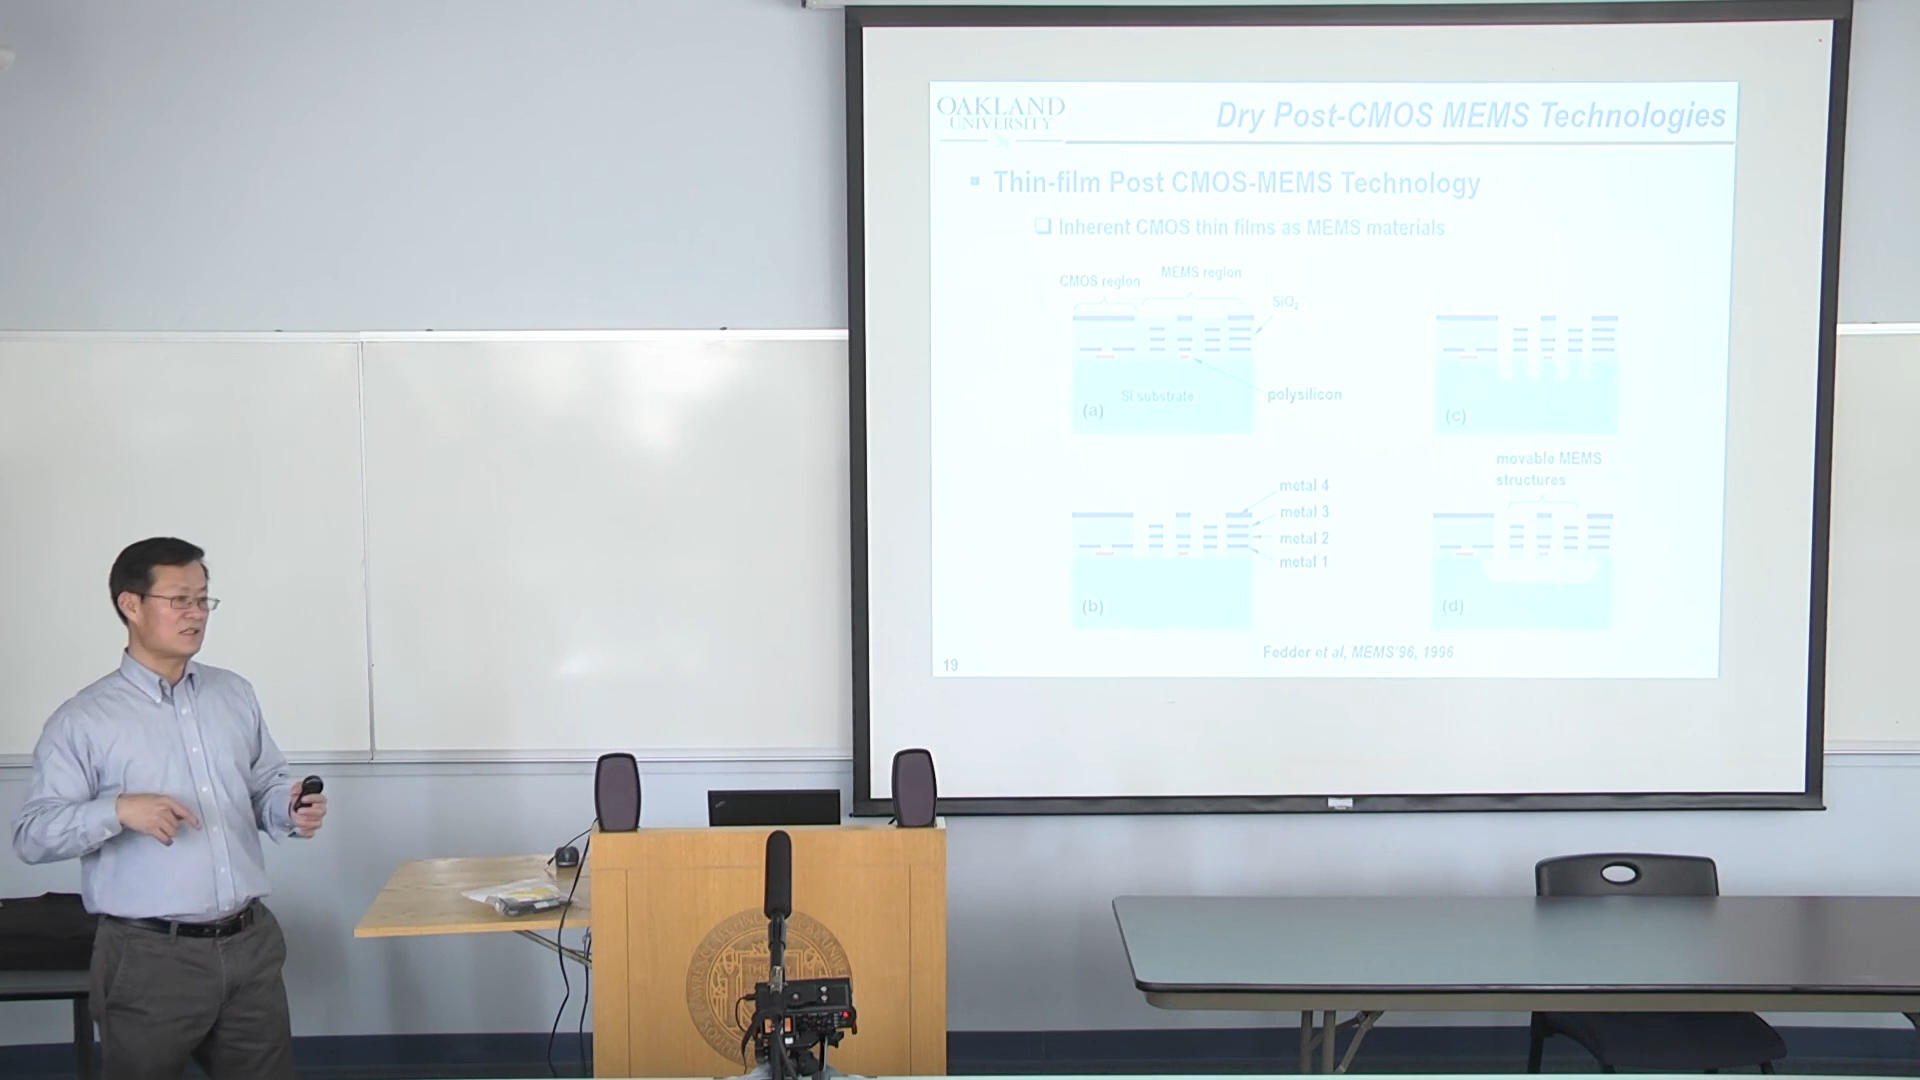 OAKLAND
UNIVERSITY
Dry Post-CMOS MEMS Technologies
Thin-film Post CMOS-MEMS Technology
Inherent CMOS thin films as MEMS materials
CMOS region
MEMS region
SiO2
Si substrate
polysilicon
(a)
(c)
movable MEMS
structures
metal 4
metal 3
metal 2
metal 1
(b)
(d)
Fedder et al, MEMS'96, 1996
19